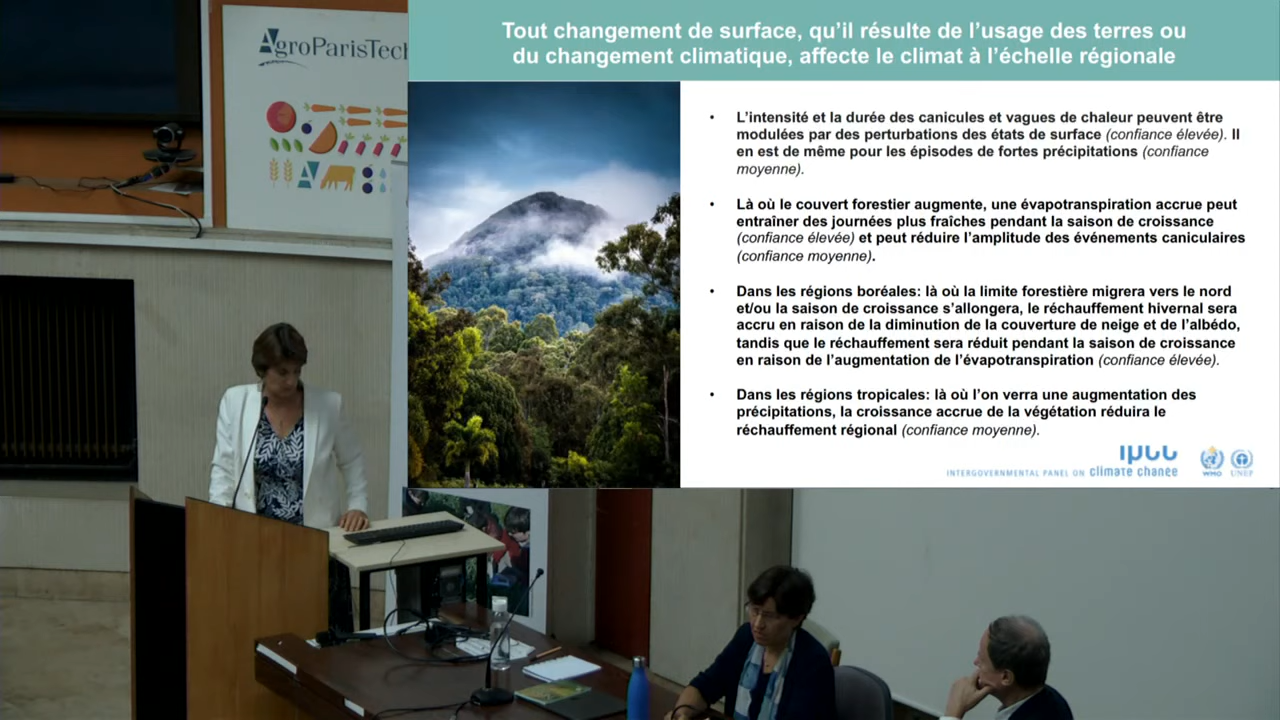 AgroParisTech
Tout changement de surface, qu'il résulte de l'usage des terres ou
du changement climatique, affecte le climat à l'échelle régionale
• L'intensité et la durée des canicules et vagues de chaleur peuvent être
modulées par des perturbations des états de surface (confiance élevée). Il
en est de même pour les épisodes de fortes précipitations (confiance
moyenne).
• Là où le couvert forestier augmente, une évapotranspiration accrue peut
entraîner des journées plus fraîches pendant la saison de croissance
(confiance élevée) et peut réduire l'amplitude des événements caniculaires
(confiance moyenne).
• Dans les régions boréales: là où la limite forestière migrera vers le nord
et/ou la saison de croissance s'allongera, le réchauffement hivernal sera
accru en raison de la diminution de la couverture de neige et de l'albédo,
tandis que le réchauffement sera réduit pendant la saison de croissance
en raison de l'augmentation de l'évapotranspiration (confiance élevée).
• Dans les régions tropicales: là où l'on verra une augmentation des
précipitations, la croissance accrue de la végétation réduira le
réchauffement régional (confiance moyenne).
ipcc
INTERGOVERNMENTAL PANEL ON climate change
WMO UNEP